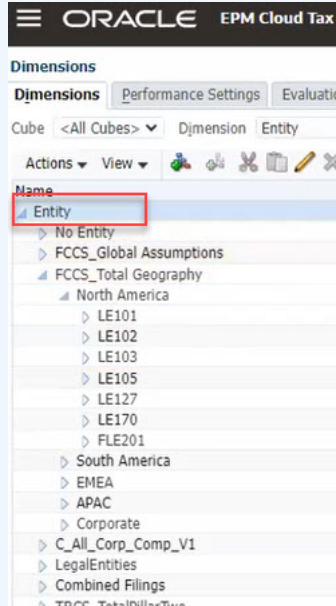 ORACLE EPM Cloud Tax
Dimensions
Dimensions Performance Settings Evaluatio
Cube <All Cubes> Dimension Entity
Actions View
Name
Entity
No Entity
FCCS_Global Assumptions
FCCS_Total Geography
North America
LE101
LE102
LE103
LE105
LE127
LE170
FLE201
South America
EMEA
APAC
Corporate
C_All_Corp_Comp_V1
LegalEntities
Combined Filings
TRCS_TotalPillarTwo